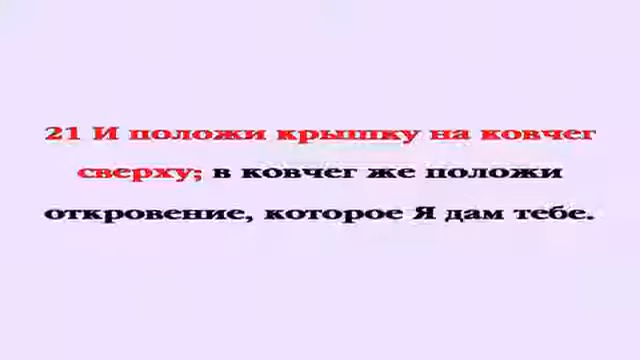 21 И положи крышку на ковчег
сверху; в ковчег же положи
откровение, которое Я дам тебе.